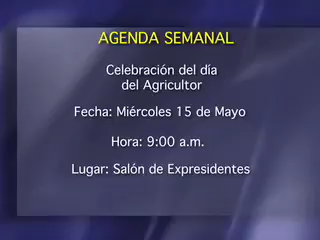 AGENDA SEMANAL
Celebración del día
del Agricultor
Fecha: Miércoles 15 de Mayo
Hora: 9:00 a.m.
Lugar: Salón de Expresidentes